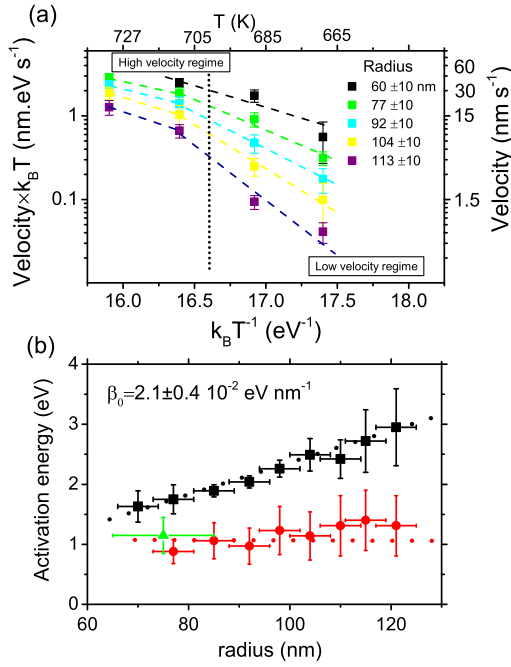 (a)
T (K)
727 705 685 665
High velocity regime
Radius
60 ±10 nm
77 ±10
92 ±10
104 ±10
113 ±10
1
0.1
60
30
15
1.5
Velocity×k_BT (nm.eV s⁻¹)
Velocity (nm s⁻¹)
Low velocity regime
16.0 16.5 17.0 17.5 18.0
k_BT⁻¹ (eV⁻¹)
(b)
β₀=2.1±0.4 10⁻² eV nm⁻¹
4
3
2
1
0
Activation energy (eV)
60 80 100 120
radius (nm)